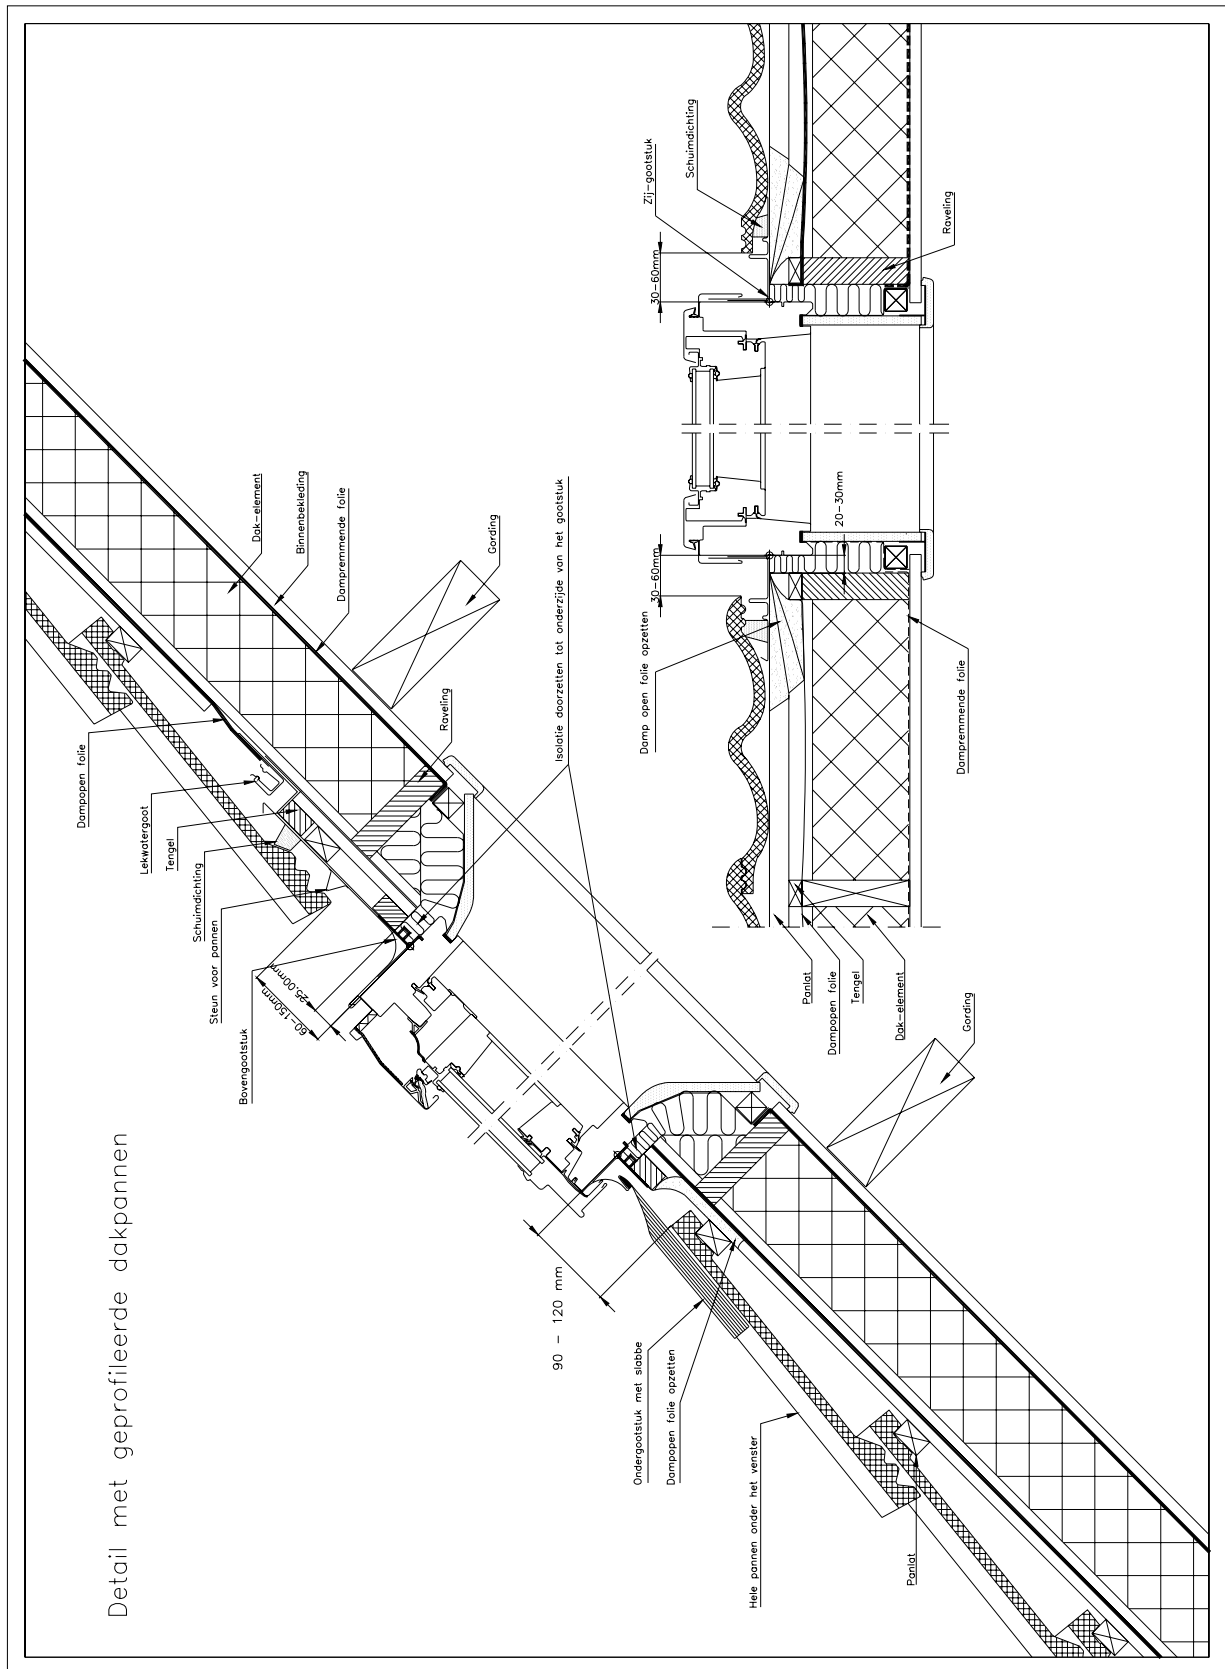 Detail met geprofileerde dakpannen
Dampopen folie
Lekwatergoot
Tengel
Schuimdichting
Steun voor pannen
Bovengootstuk
60-150mm
25.00mm
Dak-element
Binnenbekleding
Dampremmende folie
Gording
Raveling
Isolatie doorzetten tot onderzijde van het gootstuk
90 - 120 mm
Ondergootstuk met slabbe
Dampopen folie opzetten
Hele pannen onder het venster
Panlat
Gording
Zij-gootstuk
Schuimdichting
30-60mm
Raveling
20-30mm
30-60mm
Damp open folie opzetten
Dampremmende folie
Panlat
Dampopen folie
Tengel
Dak-element